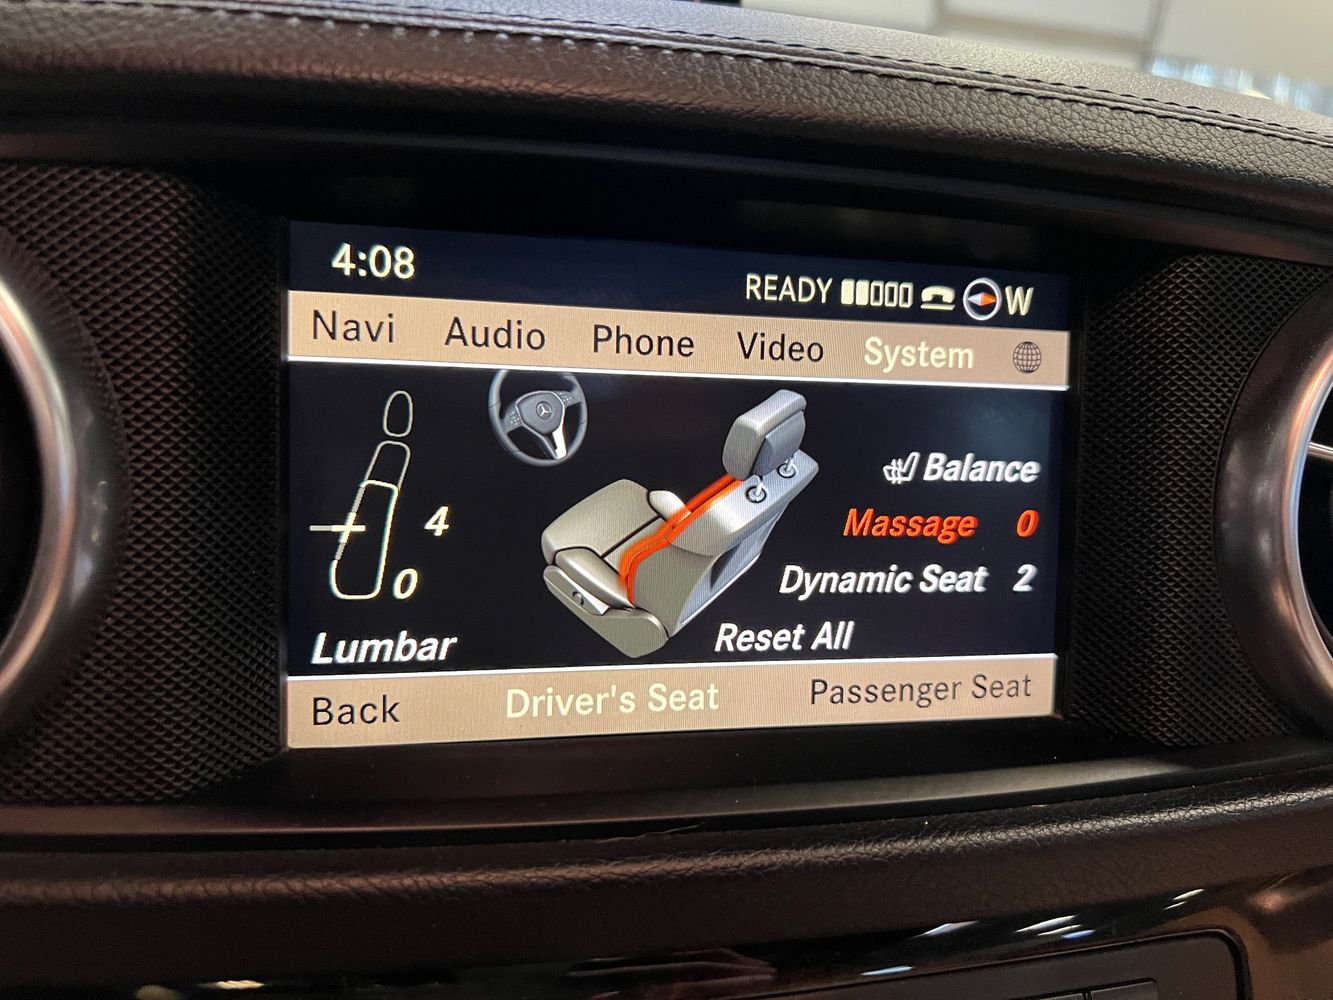 4:08
READY W
Navi Audio Phone Video System
Balance
Massage 0
4
Dynamic Seat 2
0
Lumbar
Reset All
Back Driver's Seat Passenger Seat